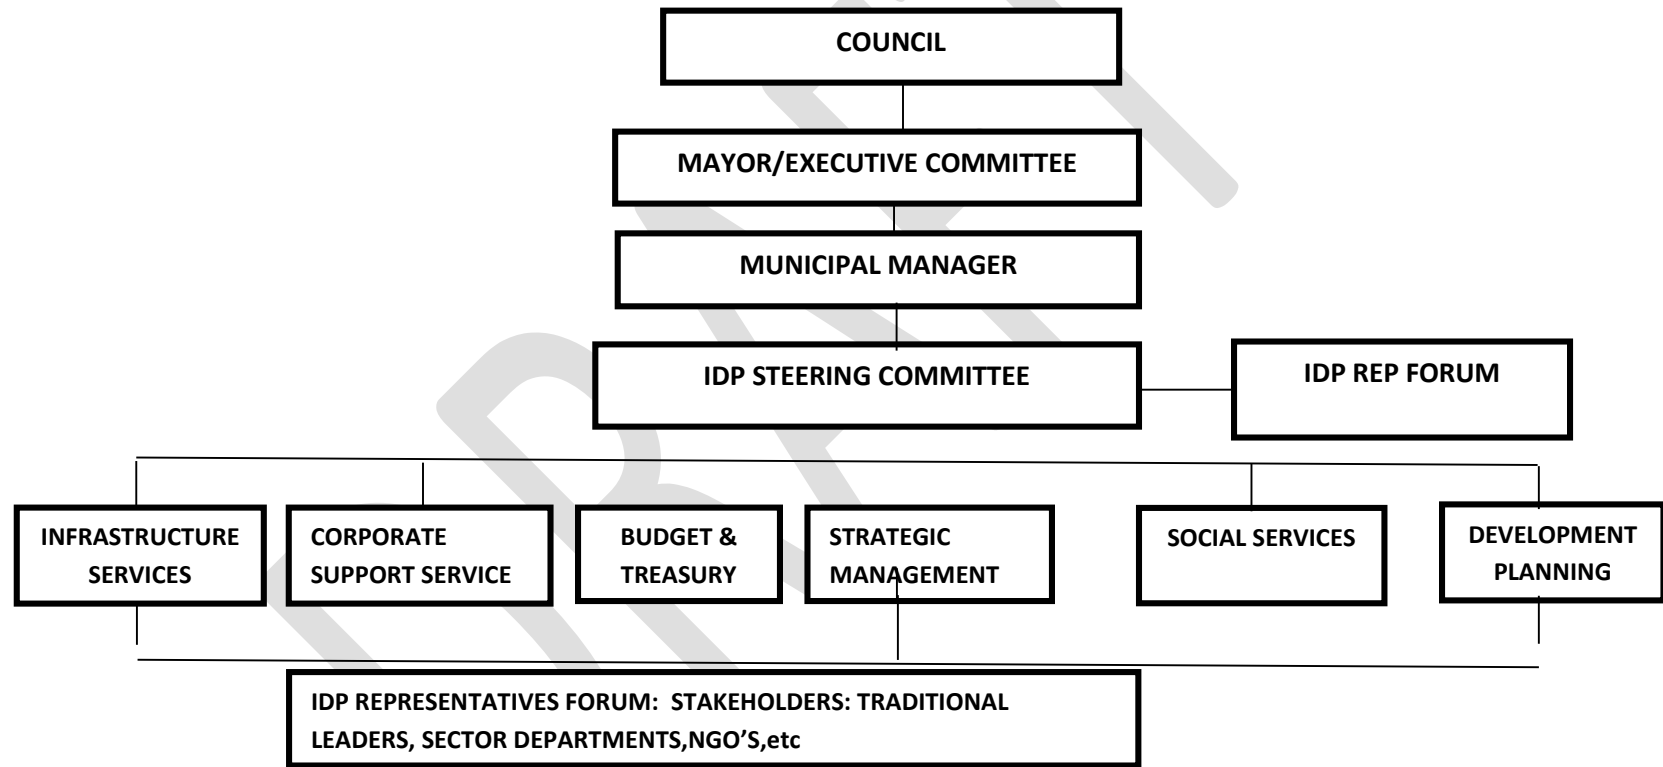 COUNCIL
MAYOR/EXECUTIVE COMMITTEE
MUNICIPAL MANAGER
IDP STEERING COMMITTEE
IDP REP FORUM
INFRASTRUCTURE
SERVICES
CORPORATE
SUPPORT SERVICE
BUDGET &
TREASURY
STRATEGIC
MANAGEMENT
SOCIAL SERVICES
DEVELOPMENT
PLANNING
IDP REPRESENTATIVES FORUM:  STAKEHOLDERS: TRADITIONAL
LEADERS, SECTOR DEPARTMENTS,NGO’S,etc
DRAFT